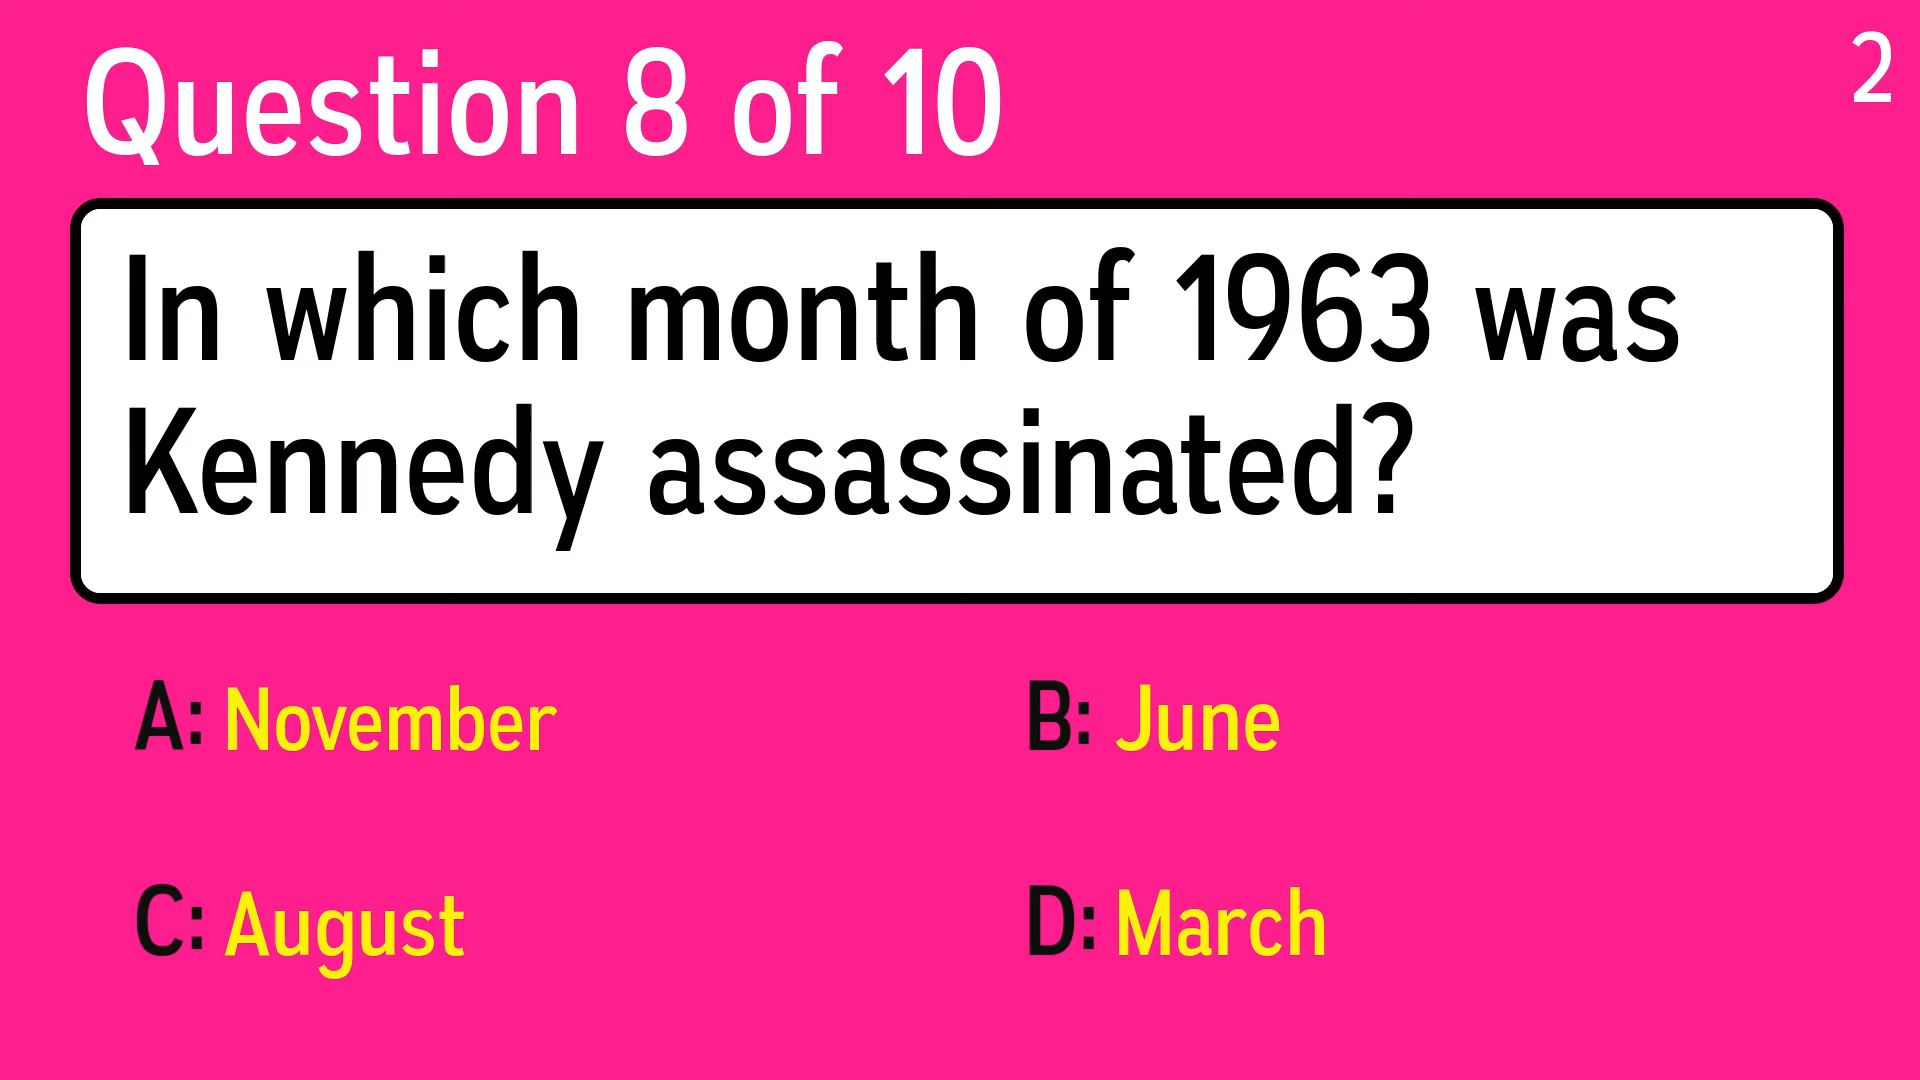 Question 8 of 10
2
In which month of 1963 was
Kennedy assassinated?
A: November
B: June
C: August
D: March